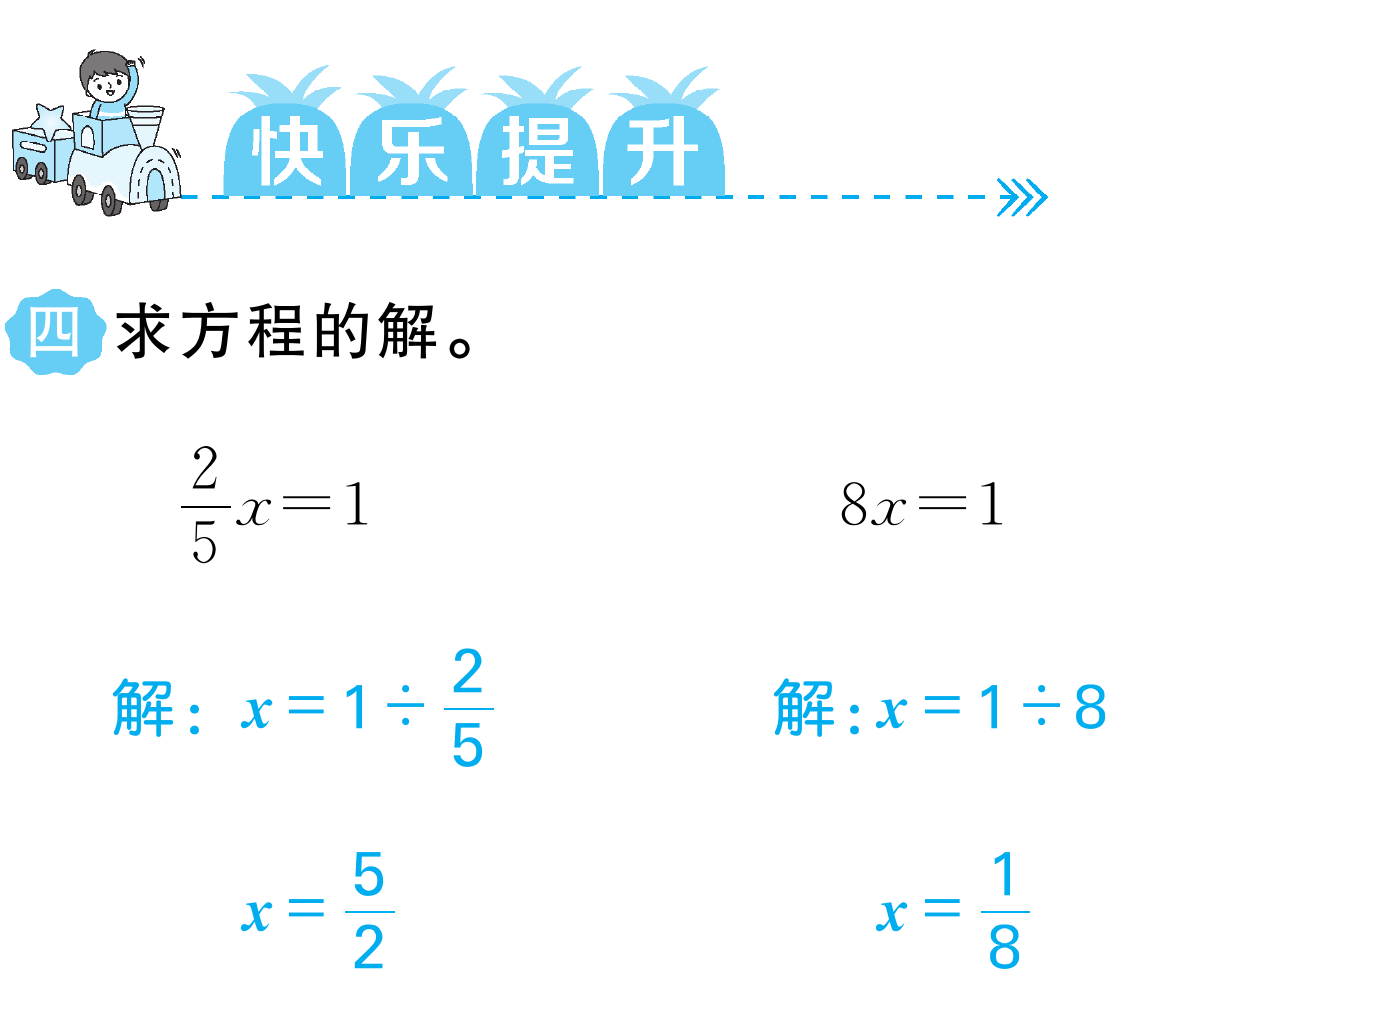 快乐提升
四 求方程的解。
2/5 x=1 8x=1
解：x=1÷2/5 解：x=1÷8
x=5/2 x=1/8